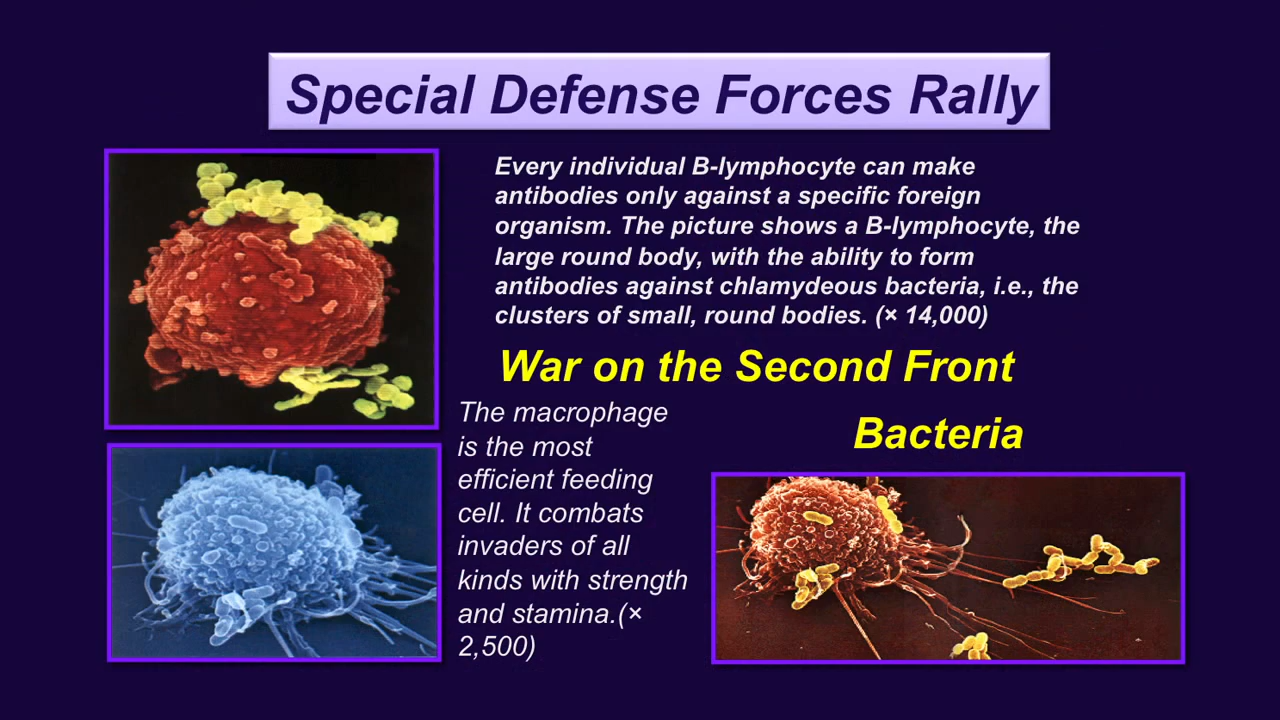 Special Defense Forces Rally
Every individual B-lymphocyte can make
antibodies only against a specific foreign
organism. The picture shows a B-lymphocyte, the
large round body, with the ability to form
antibodies against chlamydeous bacteria, i.e., the
clusters of small, round bodies. (× 14,000)
War on the Second Front
The macrophage
is the most
efficient feeding
cell. It combats
invaders of all
kinds with strength
and stamina.(×
2,500)
Bacteria